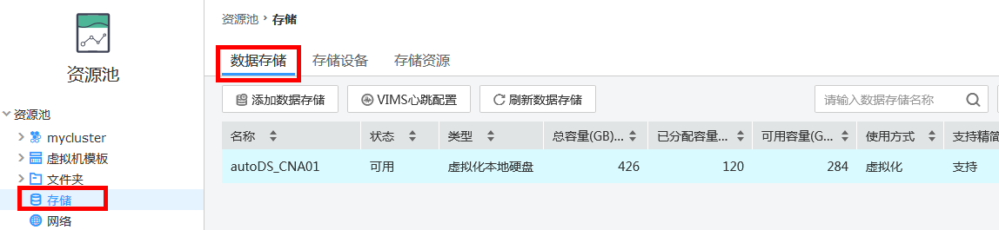 资源池
资源池
mycluster
虚拟机模板
文件夹
存储
网络
资源池 › 存储
数据存储 存储设备 存储资源
添加数据存储 VIMS心跳配置 刷新数据存储 请输入数据存储名称
名称 状态 类型 总容量(GB)... 已分配容量... 可用容量(G... 使用方式 支持精简
autoDS_CNA01 可用 虚拟化本地硬盘 426 120 284 虚拟化 支持